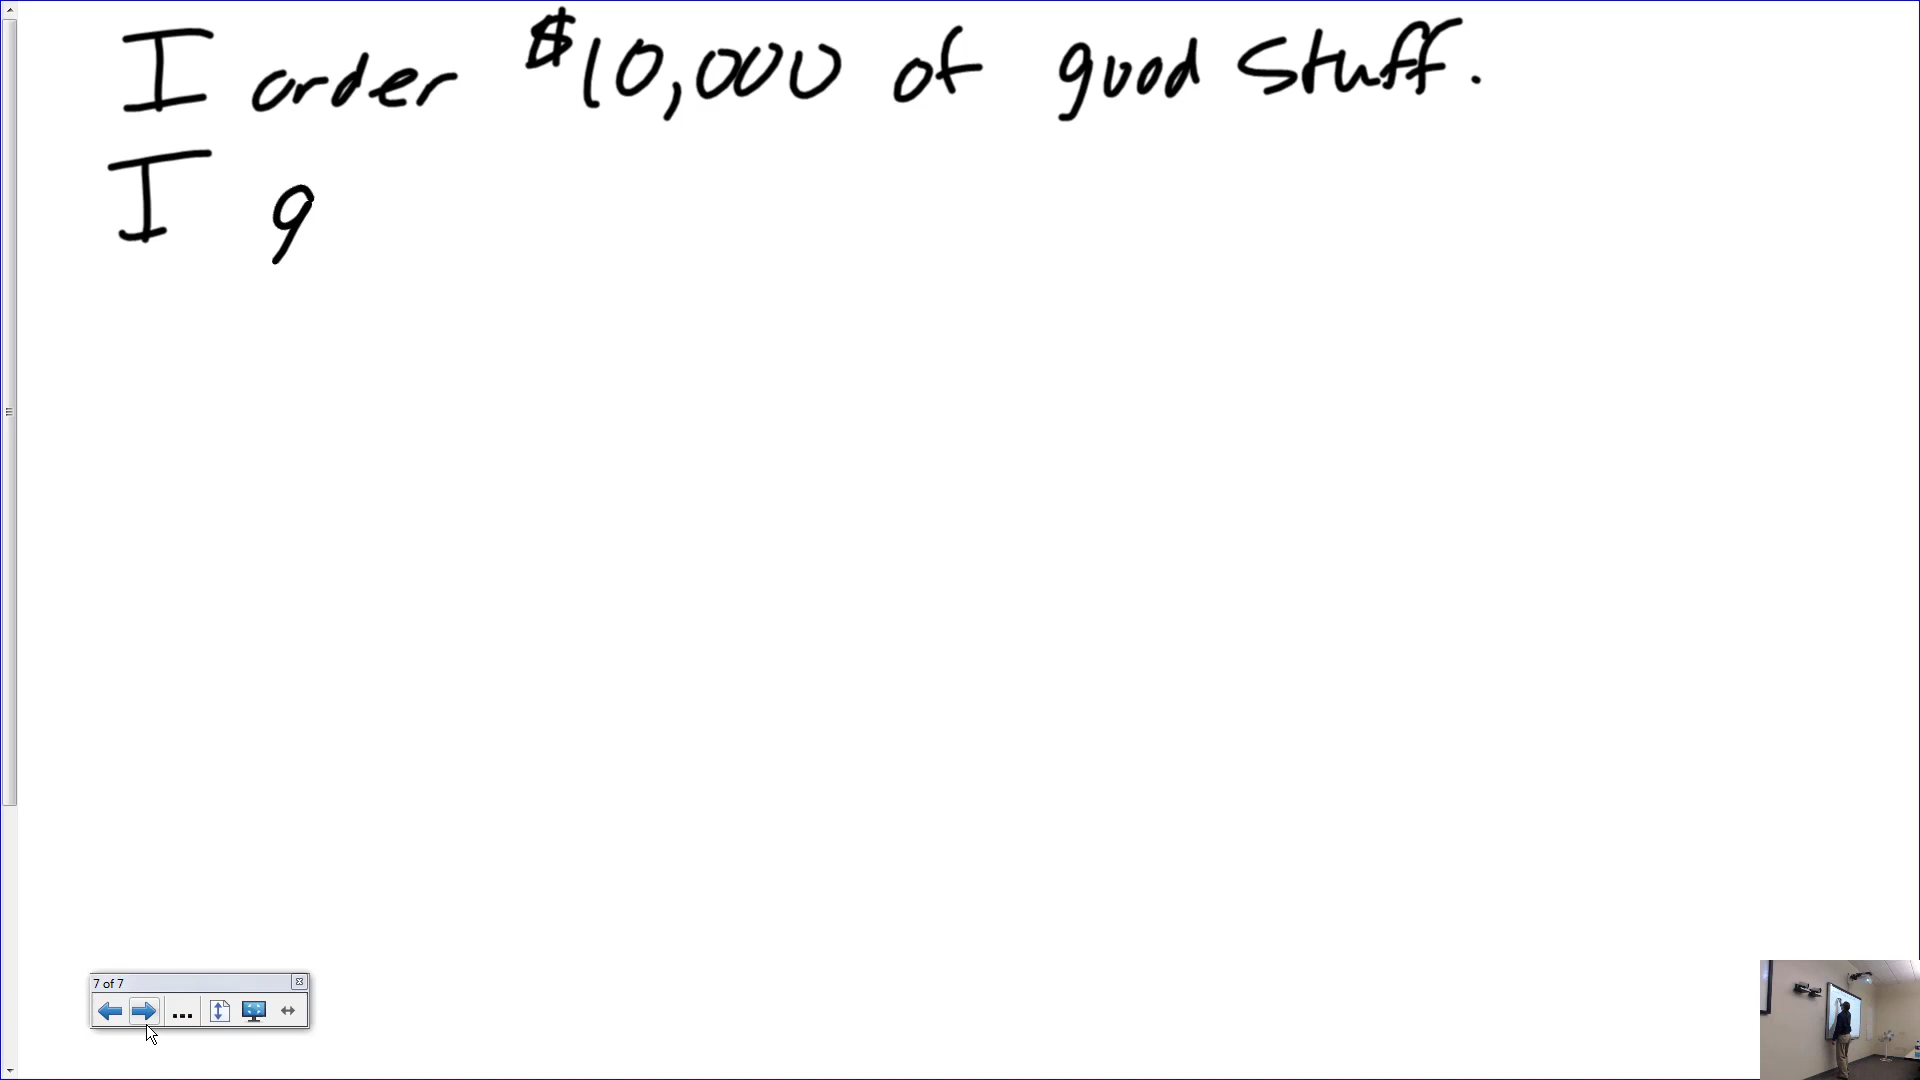 I order $10,000 of good stuff.
I g
7 of 7
...